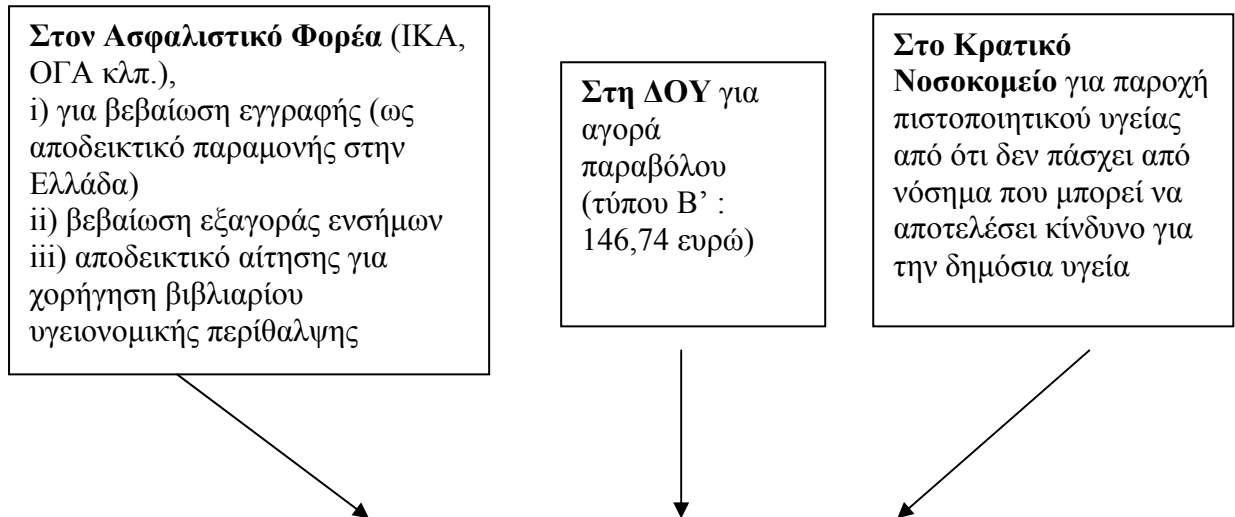 Στον Ασφαλιστικό Φορέα (ΙΚΑ,
ΟΓΑ κλπ.),
i) για βεβαίωση εγγραφής (ως
αποδεικτικό παραμονής στην
Ελλάδα)
ii) βεβαίωση εξαγοράς ενσήμων
iii) αποδεικτικό αίτησης για
χορήγηση βιβλιαρίου
υγειονομικής περίθαλψης
Στη ΔΟΥ για
αγορά
παραβόλου
(τύπου Β’ :
146,74 ευρώ)
Στο Κρατικό
Νοσοκομείο για παροχή
πιστοποιητικού υγείας
από ότι δεν πάσχει από
νόσημα που μπορεί να
αποτελέσει κίνδυνο για
την δημόσια υγεία